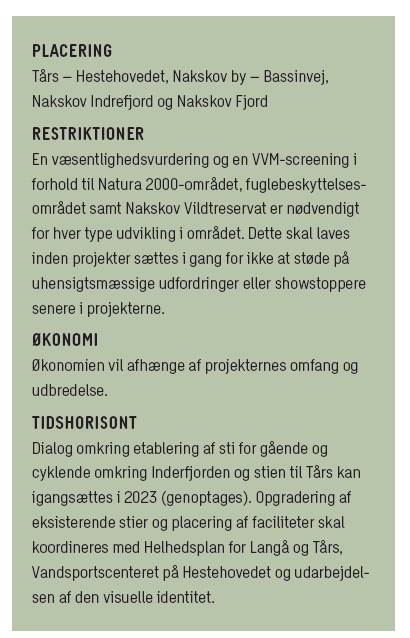 PLACERING
Tårs – Hestehovedet, Nakskov by – Bassinvej,
Nakskov Indrefjord og Nakskov Fjord
RESTRIKTIONER
En væsentlighedsvurdering og en VVM-screening i
forhold til Natura 2000-området, fuglebeskyttelses-
området samt Nakskov Vildtreservat er nødvendigt
for hver type udvikling i området. Dette skal laves
inden projekter sættes i gang for ikke at støde på
uhensigtsmæssige udfordringer eller showstoppere
senere i projekterne.
ØKONOMI
Økonomien vil afhænge af projekternes omfang og
udbredelse.
TIDSHORISONT
Dialog omkring etablering af sti for gående og
cyklende omkring Inderfjorden og stien til Tårs kan
igangsættes i 2023 (genoptages). Opgradering af
eksisterende stier og placering af faciliteter skal
koordineres med Helhedsplan for Langå og Tårs,
Vandsportscenteret på Hestehovedet og udarbejdel-
sen af den visuelle identitet.